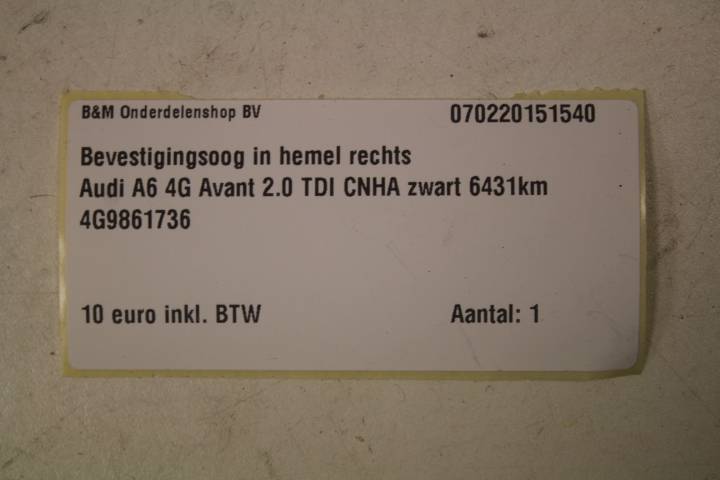 B&M Onderdelenshop BV 070220151540
Bevestigingsoog in hemel rechts
Audi A6 4G Avant 2.0 TDI CNHA zwart 6431km
4G9861736
10 euro inkl. BTW Aantal: 1